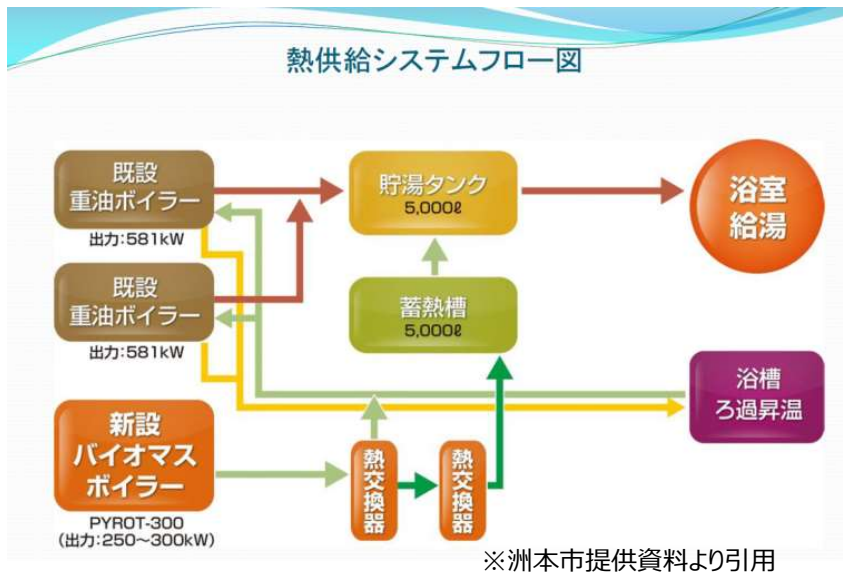 熱供給システムフロー図
既設
重油ボイラー
出力:581kW
貯湯タンク
5,000ℓ
浴室
給湯
既設
重油ボイラー
出力:581kW
蓄熱槽
5,000ℓ
浴槽
ろ過昇温
新設
バイオマス
ボイラー
PYROT-300
(出力:250～300kW)
熱交換器
熱交換器
※洲本市提供資料より引用